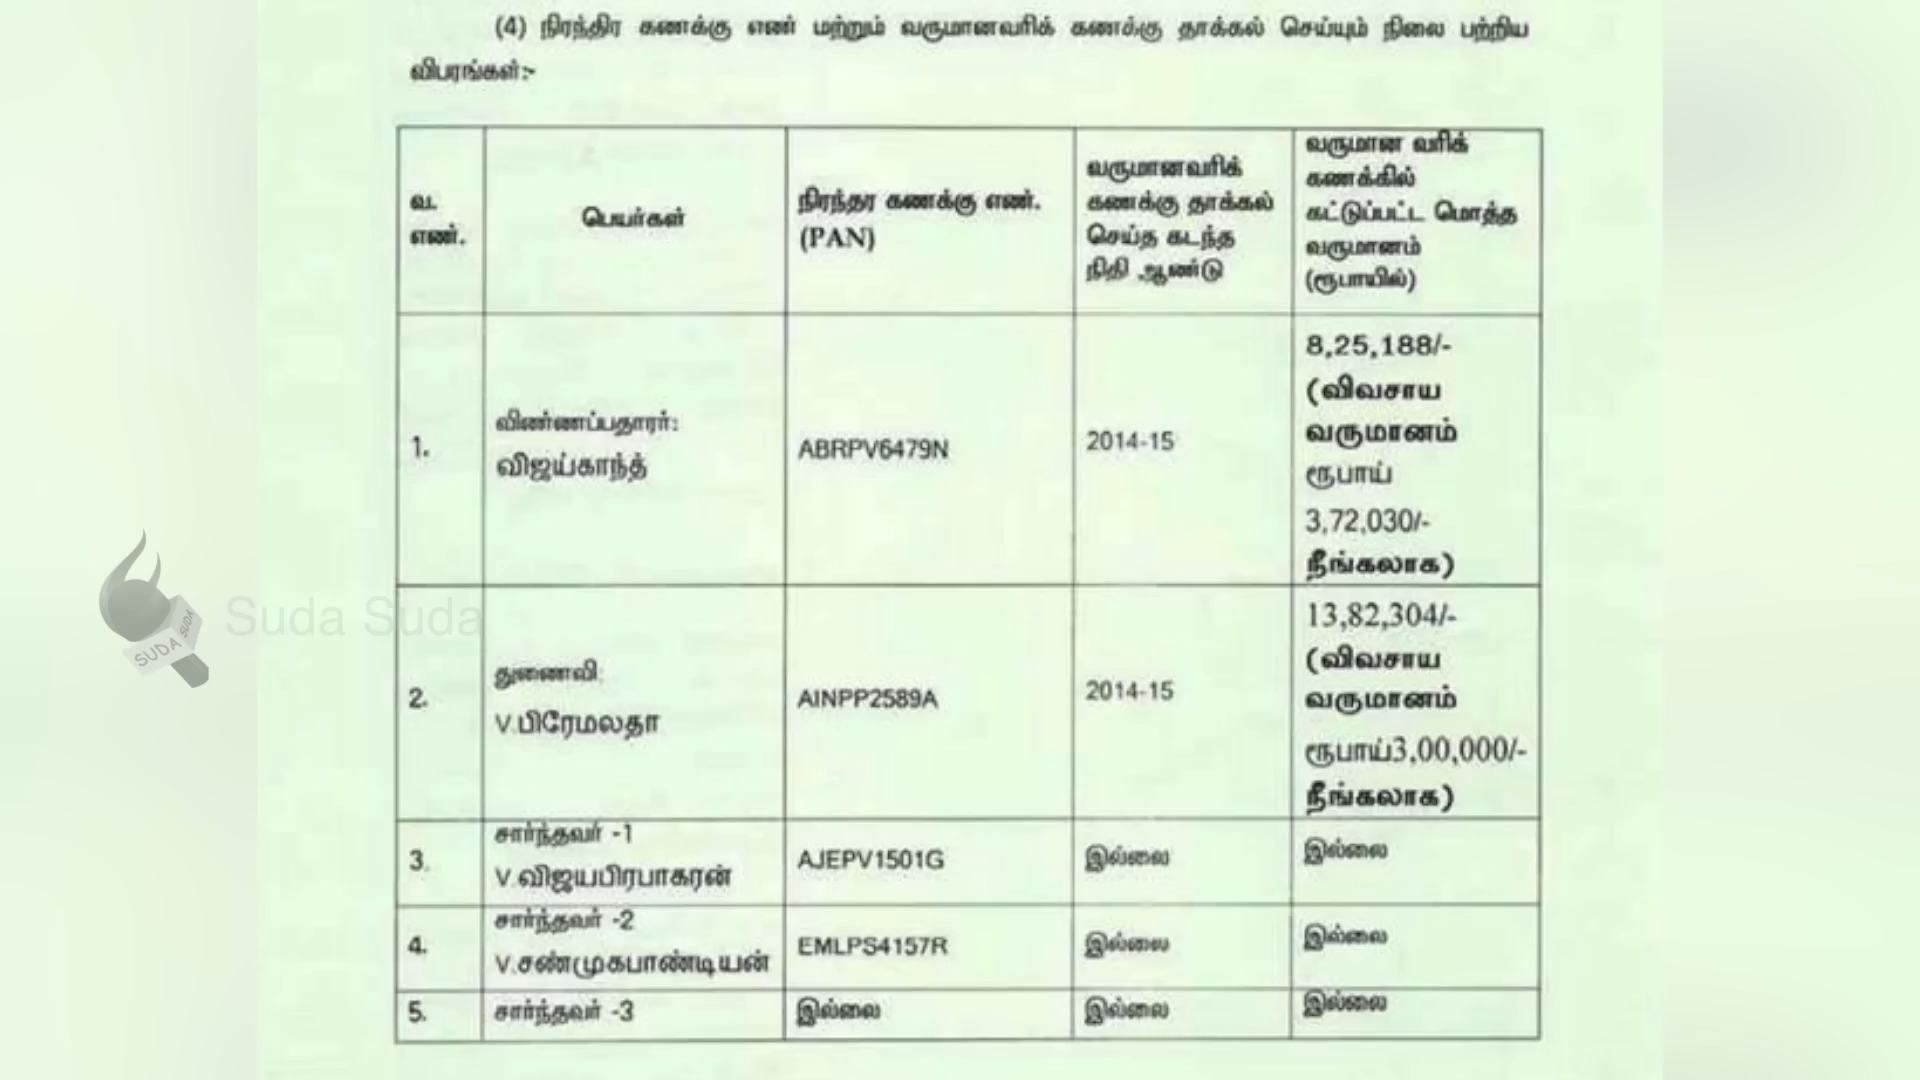 (4) நிரந்திர கணக்கு எண் மற்றும் வருமானவரிக் கணக்கு தாக்கல் செய்யும் நிலை பற்றிய
விபரங்கள்:-
வ.
எண்.
பெயர்கள்
நிரந்தர கணக்கு எண்.
(PAN)
வருமானவரிக்
கணக்கு தாக்கல்
செய்த கடந்த
நிதி ஆண்டு
வருமான வரிக்
கணக்கில்
கட்டுப்பட்ட மொத்த
வருமானம்
(ரூபாயில்)
1.
விண்ணப்பதாரர்:
விஜய்காந்த்
ABRPV6479N
2014-15
8,25,188/-
(விவசாய
வருமானம்
ரூபாய்
3,72,030/-
நீங்கலாக)
2.
துணைவி:
V.பிரேமலதா
AINPP2589A
2014-15
13,82,304/-
(விவசாய
வருமானம்
ரூபாய்3,00,000/-
நீங்கலாக)
3.
சார்ந்தவர் -1
V.விஜயபிரபாகரன்
AJEPV1501G
இல்லை
இல்லை
4.
சார்ந்தவர் -2
V.சண்முகபாண்டியன்
EMLPS4157R
இல்லை
இல்லை
5.
சார்ந்தவர் -3
இல்லை
இல்லை
இல்லை
Suda Suda
SUDA
SUDA